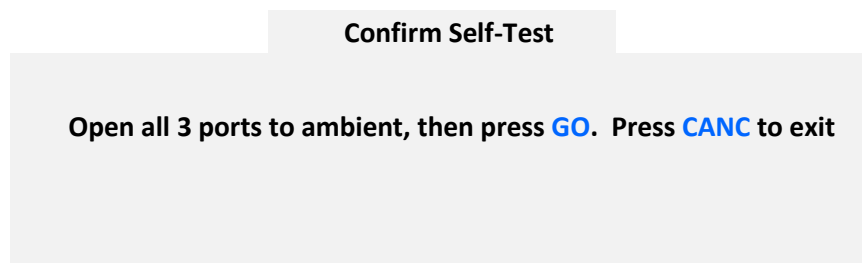 Confirm Self-Test
Open all 3 ports to ambient, then press GO.  Press CANC to exit